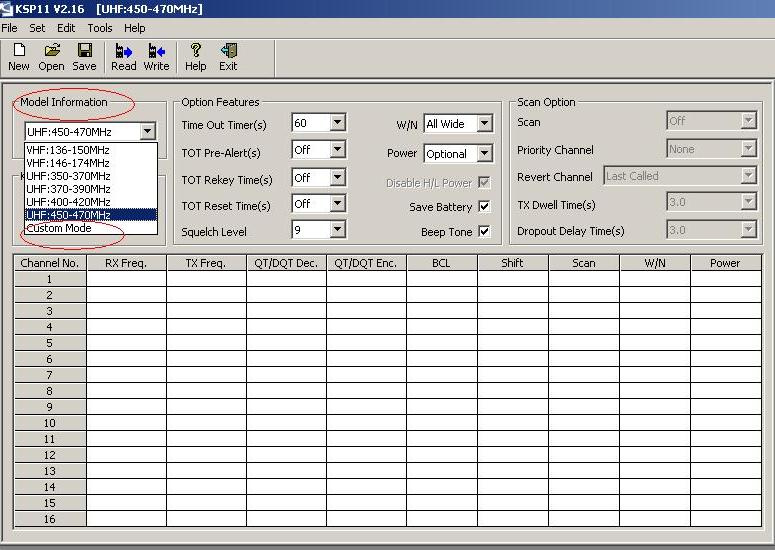 KSP11 V2.16 [UHF:450-470MHz]
File Set Edit Tools Help
New Open Save Read Write Help Exit
Model Information
UHF:450-470MHz
VHF:136-150MHz
VHF:146-174MHz
UHF:350-370MHz
UHF:370-390MHz
UHF:400-420MHz
UHF:450-470MHz
Custom Mode
Option Features
Time Out Timer(s) 60 W/N All Wide
TOT Pre-Alert(s) Off Power Optional
TOT Rekey Time(s) Off Disable H/L Power
TOT Reset Time(s) Off Save Battery
Squelch Level 9 Beep Tone
Scan Option
Scan Off
Priority Channel None
Revert Channel Last Called
TX Dwell Time(s) 3.0
Dropout Delay Time(s) 3.0
Channel No. RX Freq. TX Freq. QT/DQT Dec. QT/DQT Enc. BCL Shift Scan W/N Power
1
2
3
4
5
6
7
8
9
10
11
12
13
14
15
16